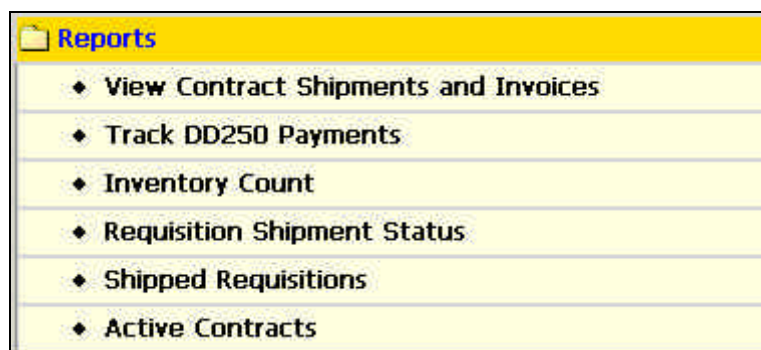 Reports
View Contract Shipments and Invoices
Track DD250 Payments
Inventory Count
Requisition Shipment Status
Shipped Requisitions
Active Contracts